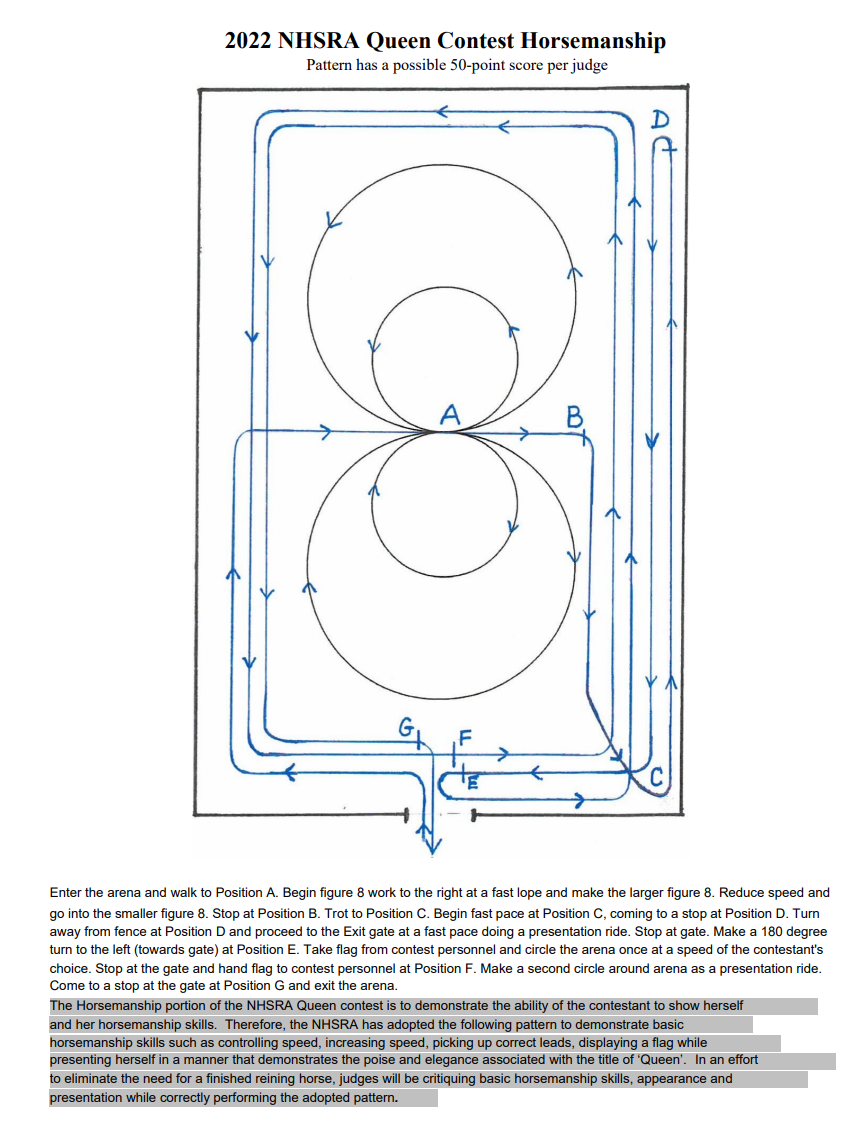 2022 NHSRA Queen Contest Horsemanship
Pattern has a possible 50-point score per judge
D
A
B
G
F
E
C
Enter the arena and walk to Position A. Begin figure 8 work to the right at a fast lope and make the larger figure 8. Reduce speed and
go into the smaller figure 8. Stop at Position B. Trot to Position C. Begin fast pace at Position C, coming to a stop at Position D. Turn
away from fence at Position D and proceed to the Exit gate at a fast pace doing a presentation ride. Stop at gate. Make a 180 degree
turn to the left (towards gate) at Position E. Take flag from contest personnel and circle the arena once at a speed of the contestant's
choice. Stop at the gate and hand flag to contest personnel at Position F. Make a second circle around arena as a presentation ride.
Come to a stop at the gate at Position G and exit the arena.
The Horsemanship portion of the NHSRA Queen contest is to demonstrate the ability of the contestant to show herself
and her horsemanship skills. Therefore, the NHSRA has adopted the following pattern to demonstrate basic
horsemanship skills such as controlling speed, increasing speed, picking up correct leads, displaying a flag while
presenting herself in a manner that demonstrates the poise and elegance associated with the title of ‘Queen’. In an effort
to eliminate the need for a finished reining horse, judges will be critiquing basic horsemanship skills, appearance and
presentation while correctly performing the adopted pattern.